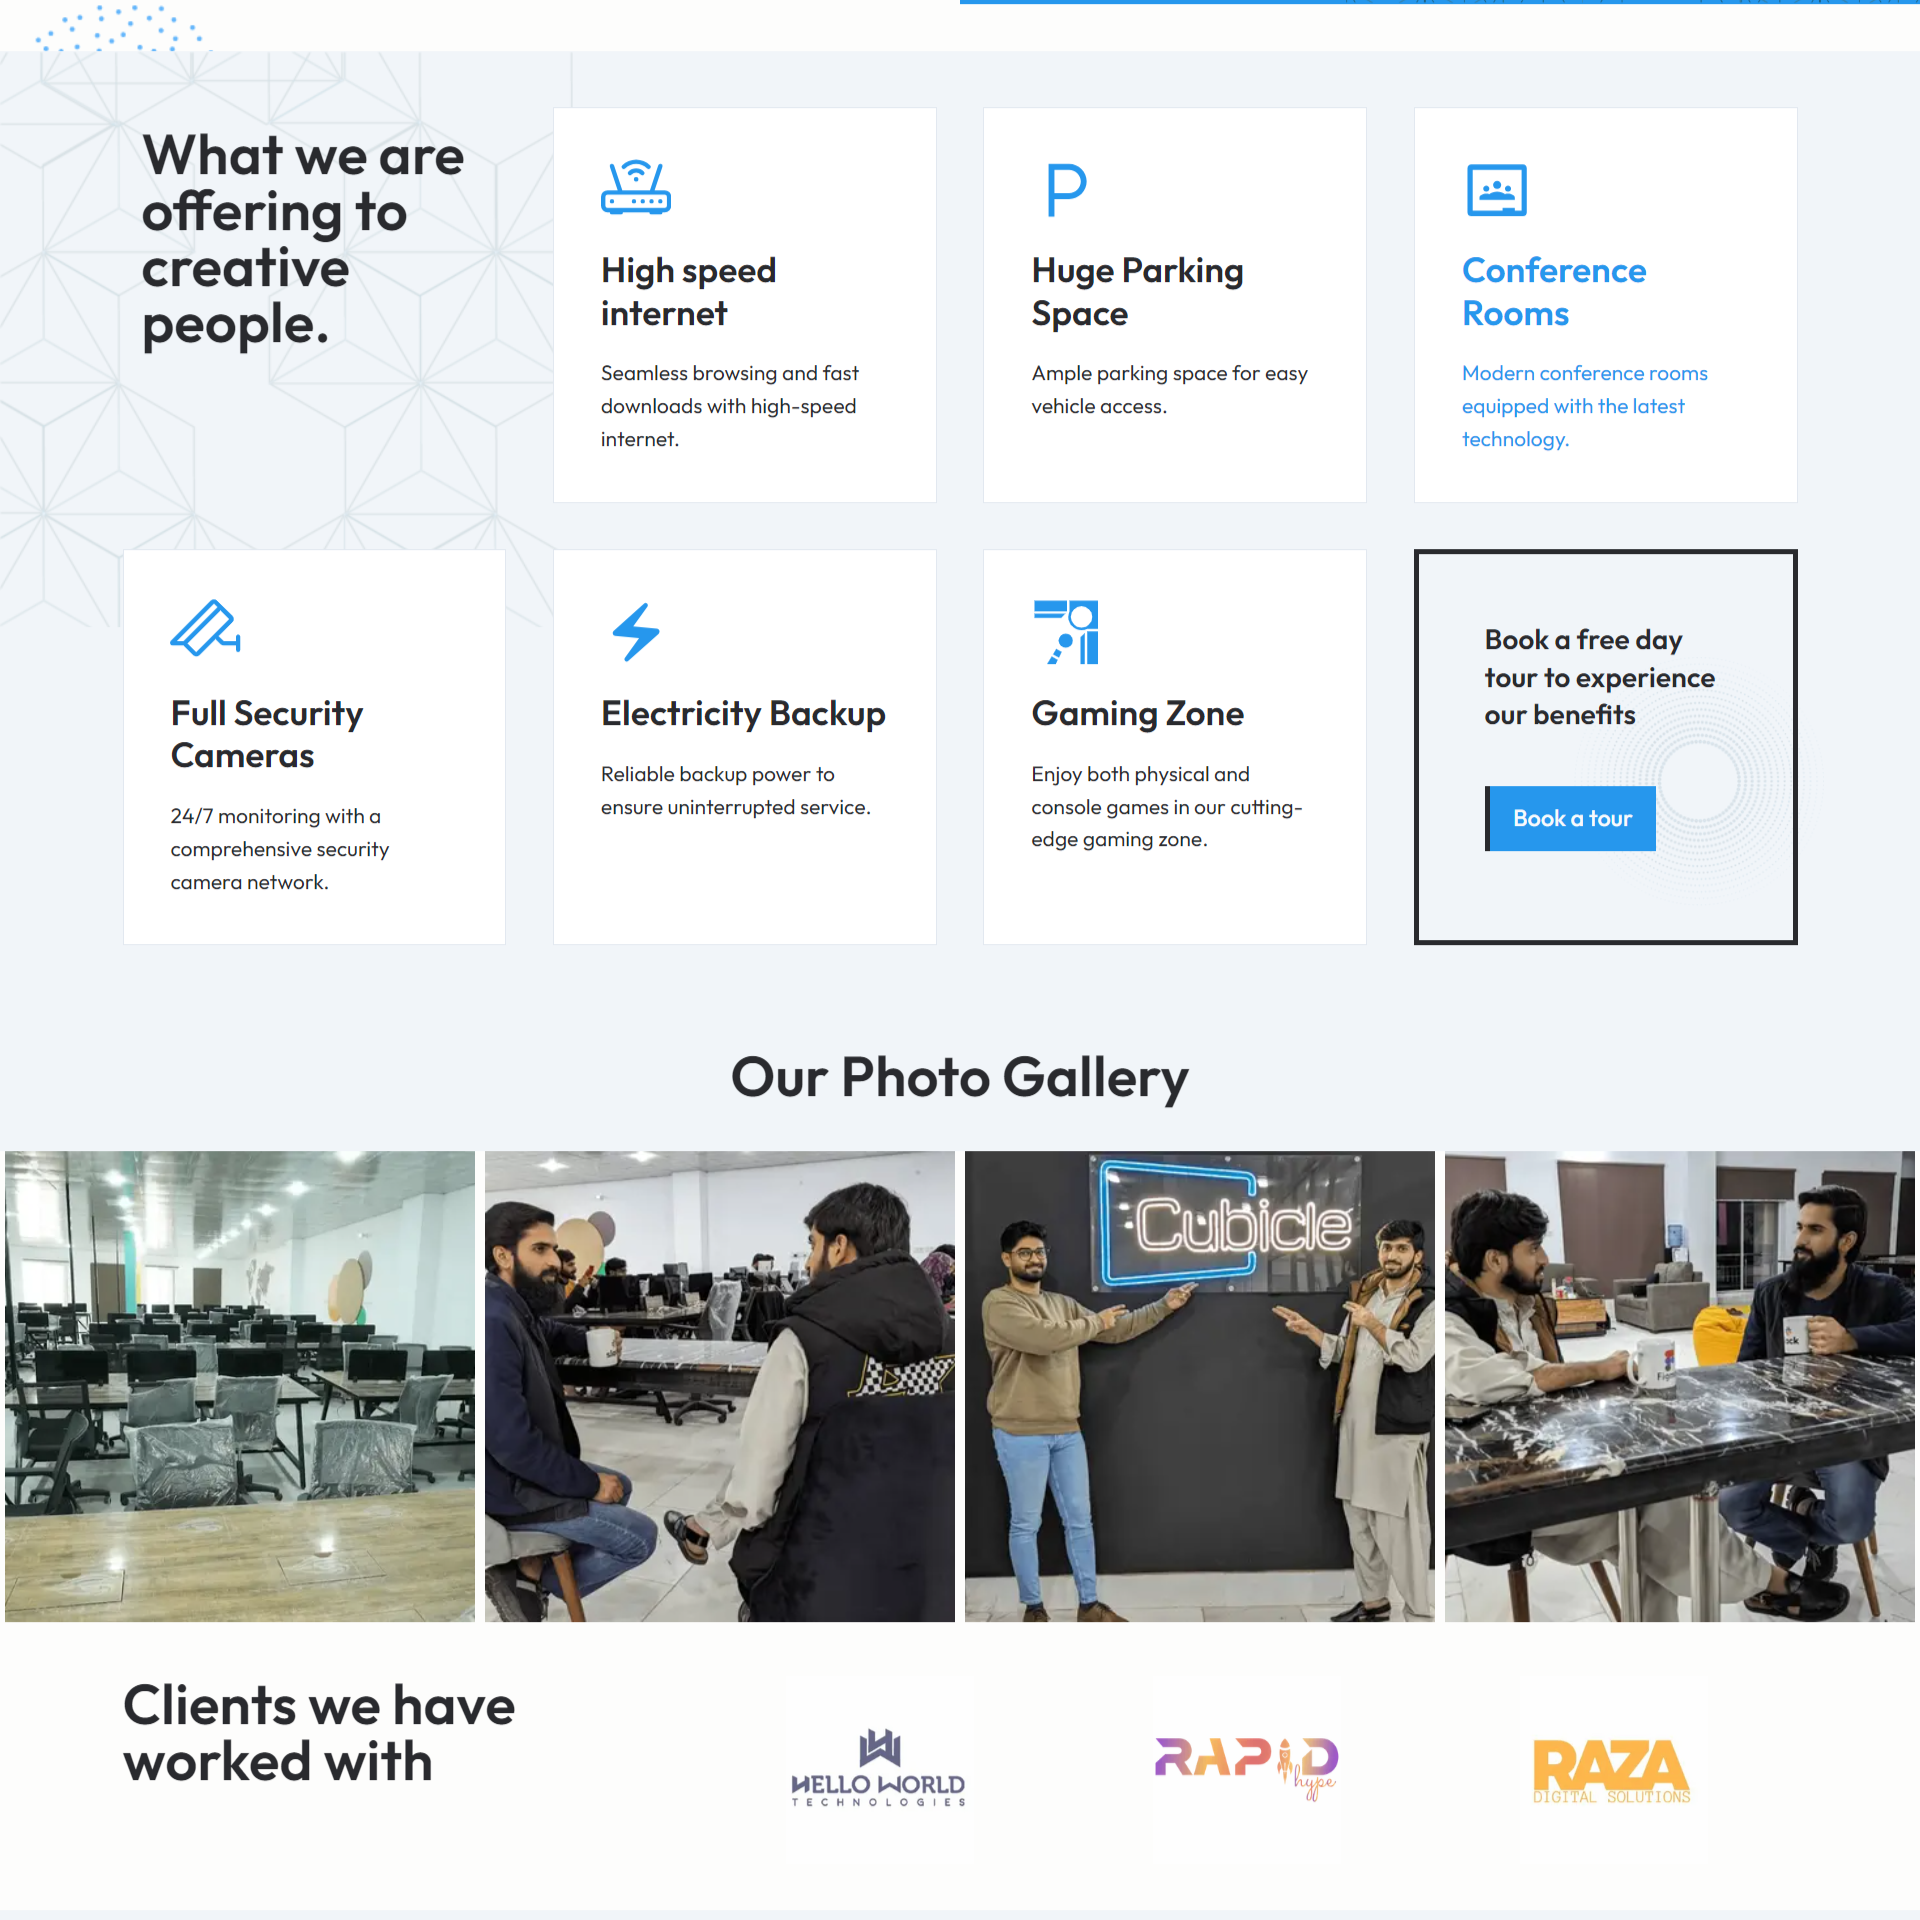 What we are
offering to
creative
people.
High speed
internet
Seamless browsing and fast
downloads with high-speed
internet.
P
Huge Parking
Space
Ample parking space for easy
vehicle access.
Conference
Rooms
Modern conference rooms
equipped with the latest
technology.
Full Security
Cameras
24/7 monitoring with a
comprehensive security
camera network.
Electricity Backup
Reliable backup power to
ensure uninterrupted service.
Gaming Zone
Enjoy both physical and
console games in our cutting-
edge gaming zone.
Book a free day
tour to experience
our benefits
Book a tour
Our Photo Gallery
Cubicle
Clients we have
worked with
HELLO WORLD
TECHNOLOGIES
RAPID
hype
RAZA
DIGITAL SOLUTIONS